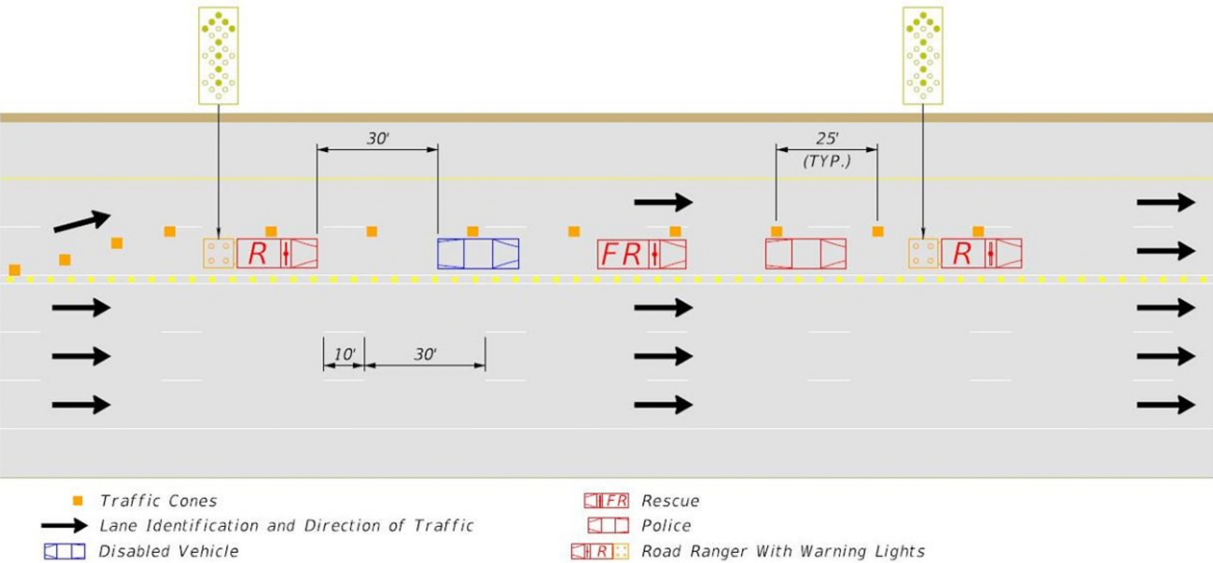 30'
25'
(TYP.)
R
FR
R
10'
30'
Traffic Cones
Lane Identification and Direction of Traffic
Disabled Vehicle
FR Rescue
Police
R Road Ranger With Warning Lights